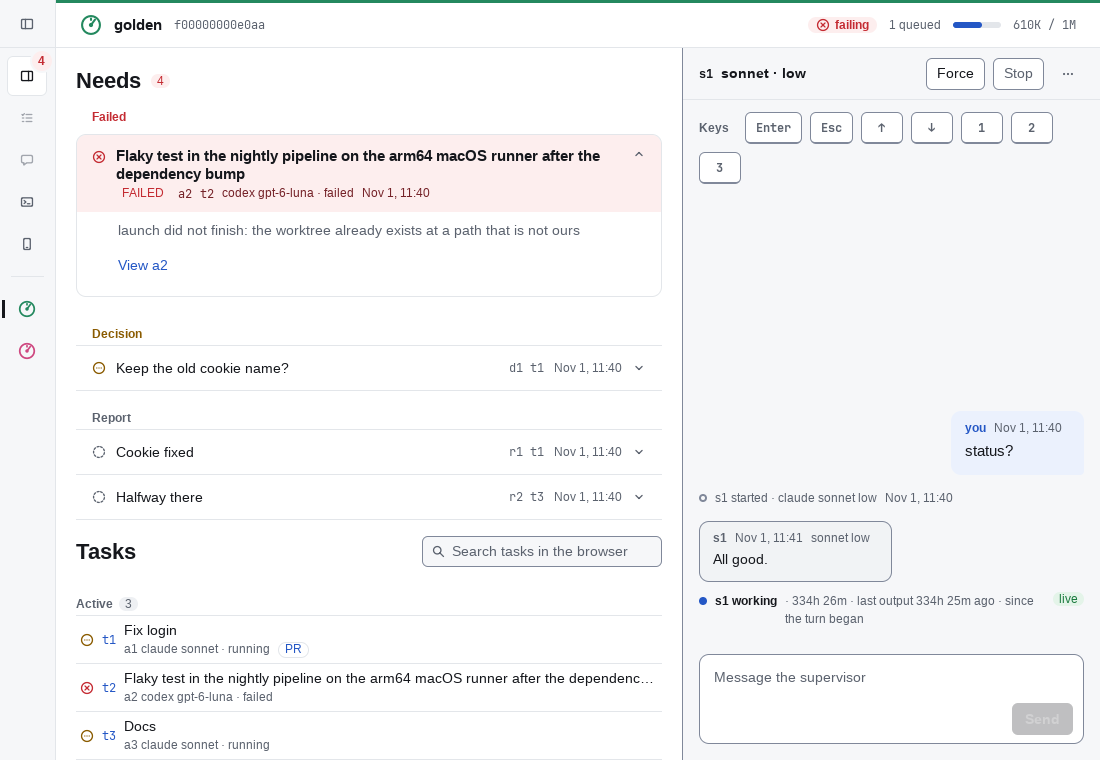 golden f00000000e0aa
failing 1 queued 610K / 1M
4
Needs 4
Failed
Flaky test in the nightly pipeline on the arm64 macOS runner after the
dependency bump
FAILED a2 t2 codex gpt-6-luna · failed Nov 1, 11:40
launch did not finish: the worktree already exists at a path that is not ours
View a2
Decision
Keep the old cookie name? d1 t1 Nov 1, 11:40
Report
Cookie fixed r1 t1 Nov 1, 11:40
Halfway there r2 t3 Nov 1, 11:40
Tasks
Search tasks in the browser
Active 3
t1 Fix login
a1 claude sonnet · running PR
t2 Flaky test in the nightly pipeline on the arm64 macOS runner after the dependenc…
a2 codex gpt-6-luna · failed
t3 Docs
a3 claude sonnet · running
s1 sonnet · low Force Stop ···
Keys Enter Esc ↑ ↓ 1 2
3
you Nov 1, 11:40
status?
s1 started · claude sonnet low Nov 1, 11:40
s1 Nov 1, 11:41 sonnet low
All good.
s1 working · 334h 26m · last output 334h 25m ago · since live
the turn began
Message the supervisor
Send